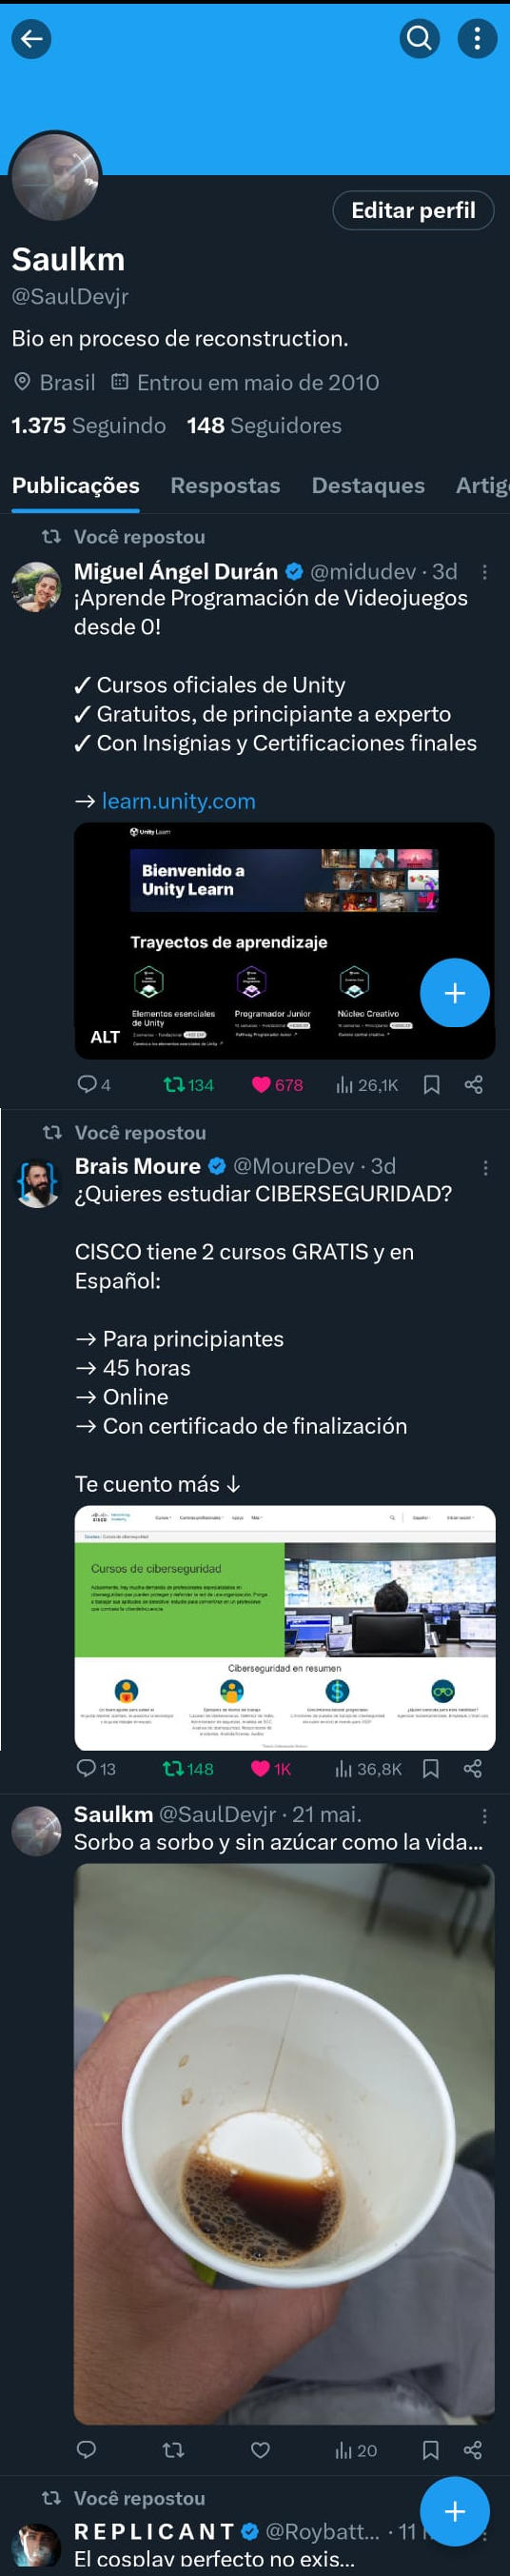 Editar perfil
Saulkm
@SaulDevjr
Bio en proceso de reconstruction.
Brasil Entrou em maio de 2010
1.375 Seguindo 148 Seguidores
Publicações Respostas Destaques Artig
Você repostou
Miguel Ángel Durán @midudev · 3d
¡Aprende Programación de Videojuegos
desde 0!
✓ Cursos oficiales de Unity
✓ Gratuitos, de principiante a experto
✓ Con Insignias y Certificaciones finales
→ learn.unity.com
Unity Learn
Bienvenido a
Unity Learn
Trayectos de aprendizaje
Elementos esenciales
de Unity
Programador Junior
Núcleo Creativo
ALT
4 134 678 26,1K
Você repostou
Brais Moure @MoureDev · 3d
¿Quieres estudiar CIBERSEGURIDAD?
CISCO tiene 2 cursos GRATIS y en
Español:
→ Para principiantes
→ 45 horas
→ Online
→ Con certificado de finalización
Te cuento más ↓
Cursos de ciberseguridad
Ciberseguridad en resumen
13 148 1K 36,8K
Saulkm @SaulDevjr · 21 mai.
Sorbo a sorbo y sin azúcar como la vida...
20
Você repostou
REPLICANT @Roybatt... · 11
El cosplay perfecto no exis...